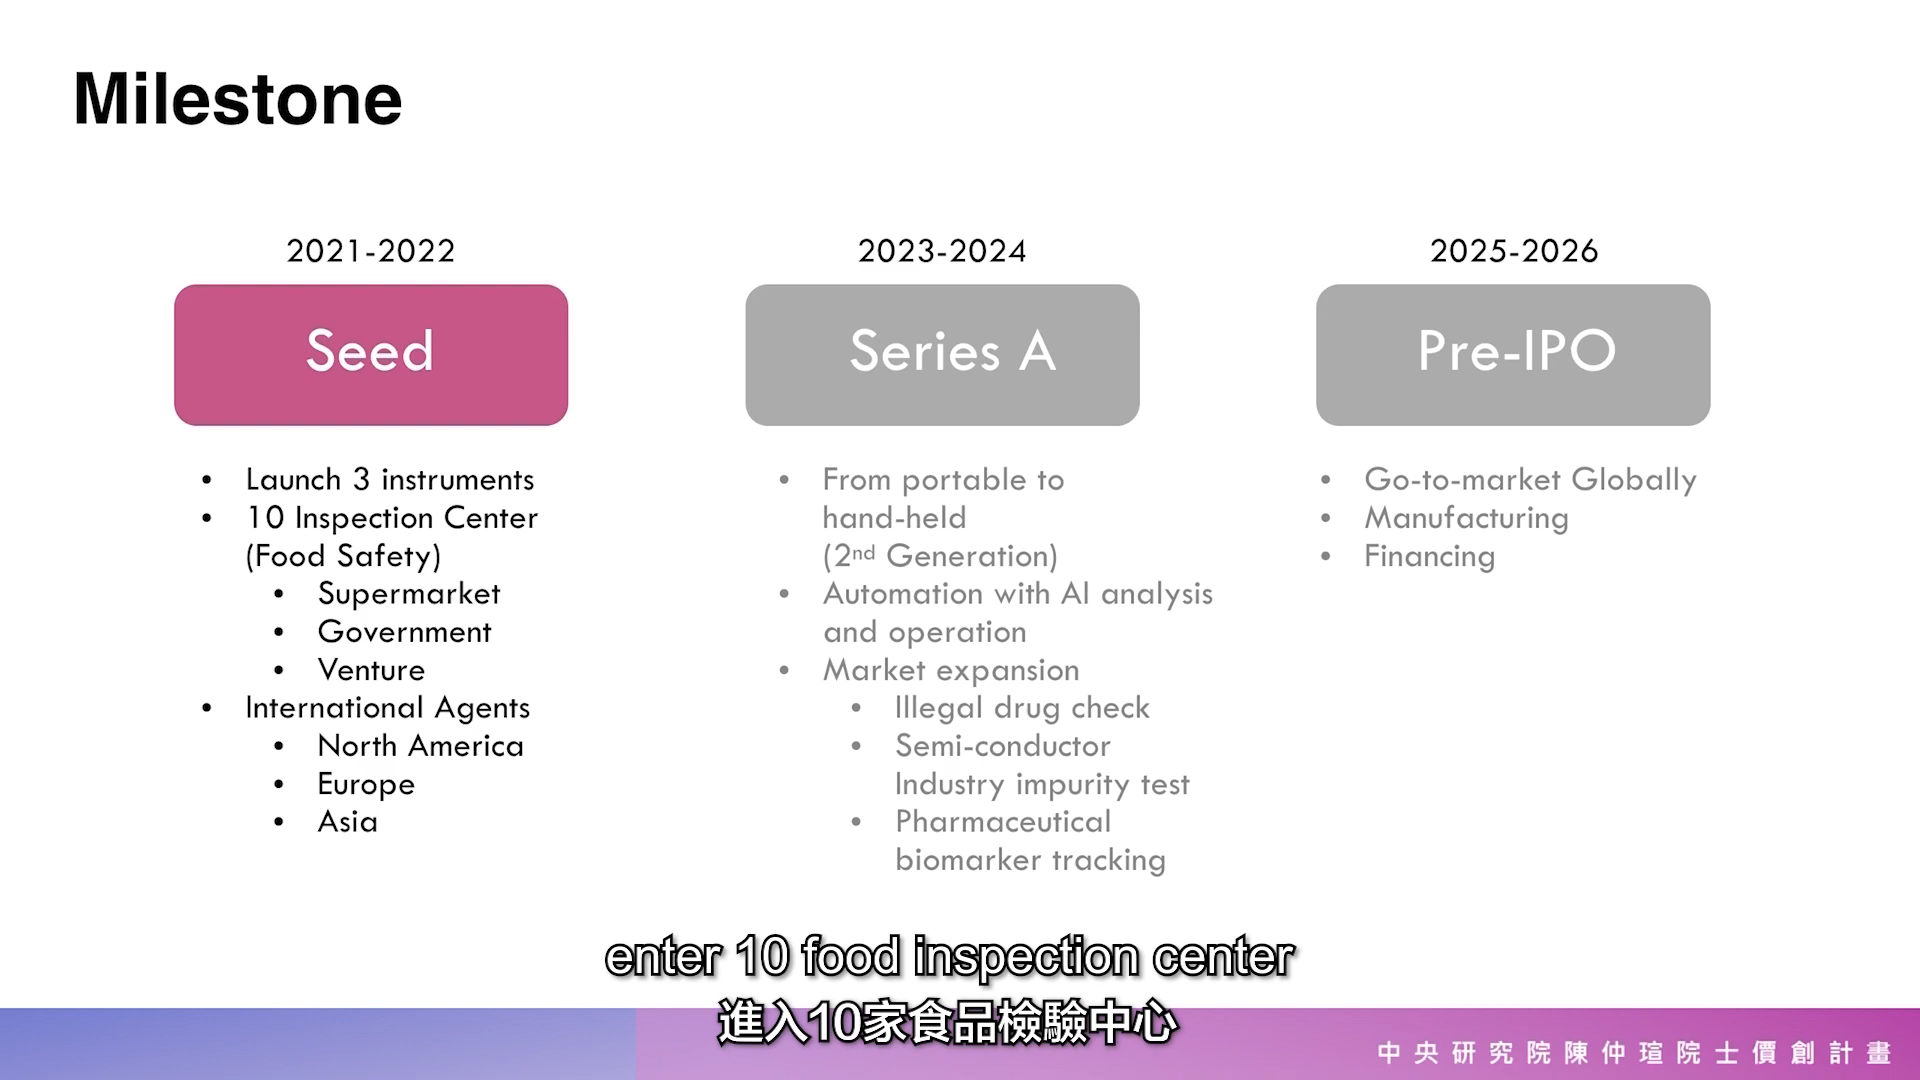 Milestone
2021-2022
Seed
• Launch 3 instruments
• 10 Inspection Center
(Food Safety)
• Supermarket
• Government
• Venture
• International Agents
• North America
• Europe
• Asia
2023-2024
Series A
• From portable to
hand-held
(2nd Generation)
• Automation with AI analysis
and operation
• Market expansion
• Illegal drug check
• Semi-conductor
Industry impurity test
• Pharmaceutical
biomarker tracking
2025-2026
Pre-IPO
• Go-to-market Globally
• Manufacturing
• Financing
enter 10 food inspection center
進入10家食品檢驗中心
中央研究院陳仲瑄院士價創計畫